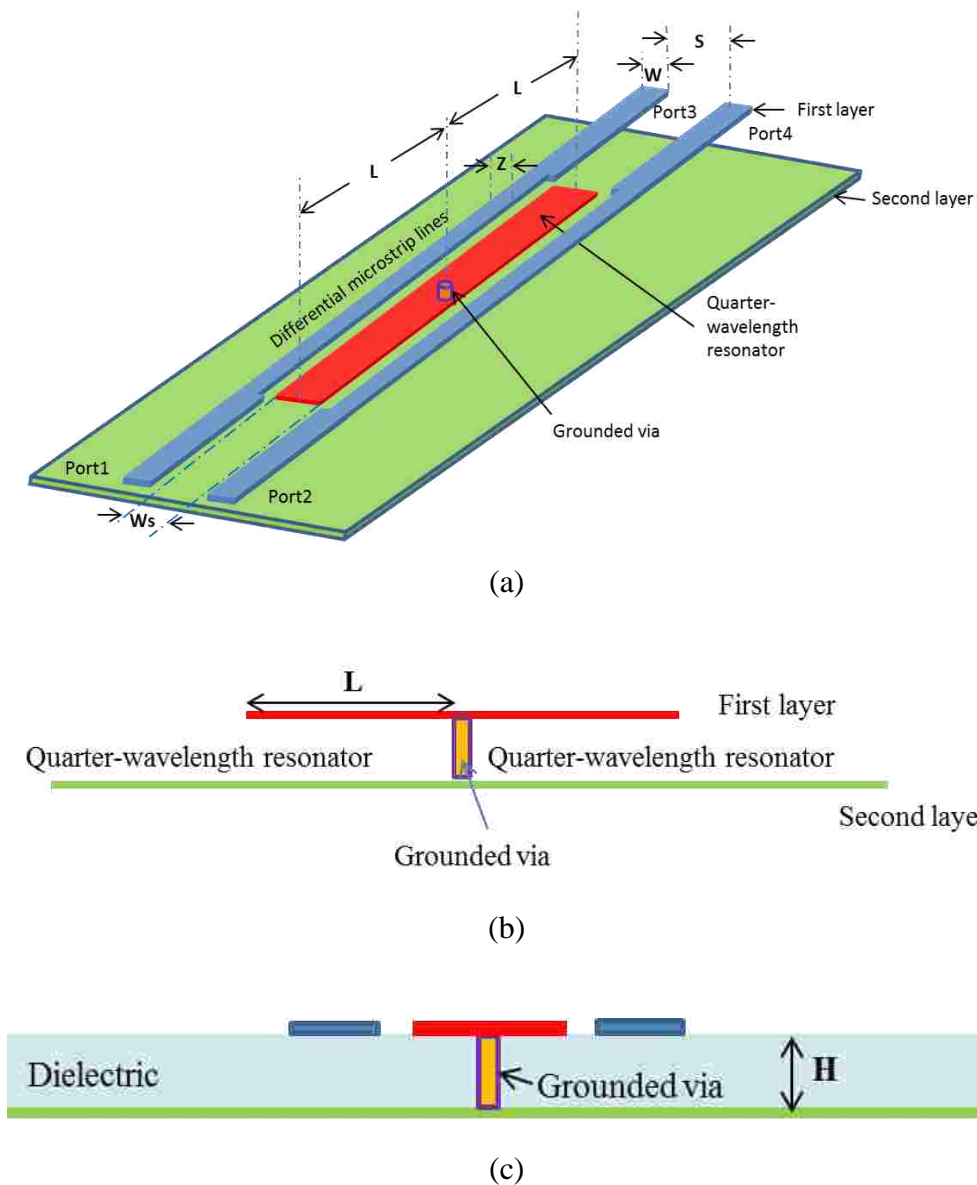 S
W
L
Port3
First layer
Port4
L
Z
Second layer
Differential microstrip lines
Quarter-
wavelength
resonator
Grounded via
Port1
Port2
Ws
(a)
L
First layer
Quarter-wavelength resonator
Quarter-wavelength resonator
Second laye
Grounded via
(b)
Dielectric
Grounded via
H
(c)